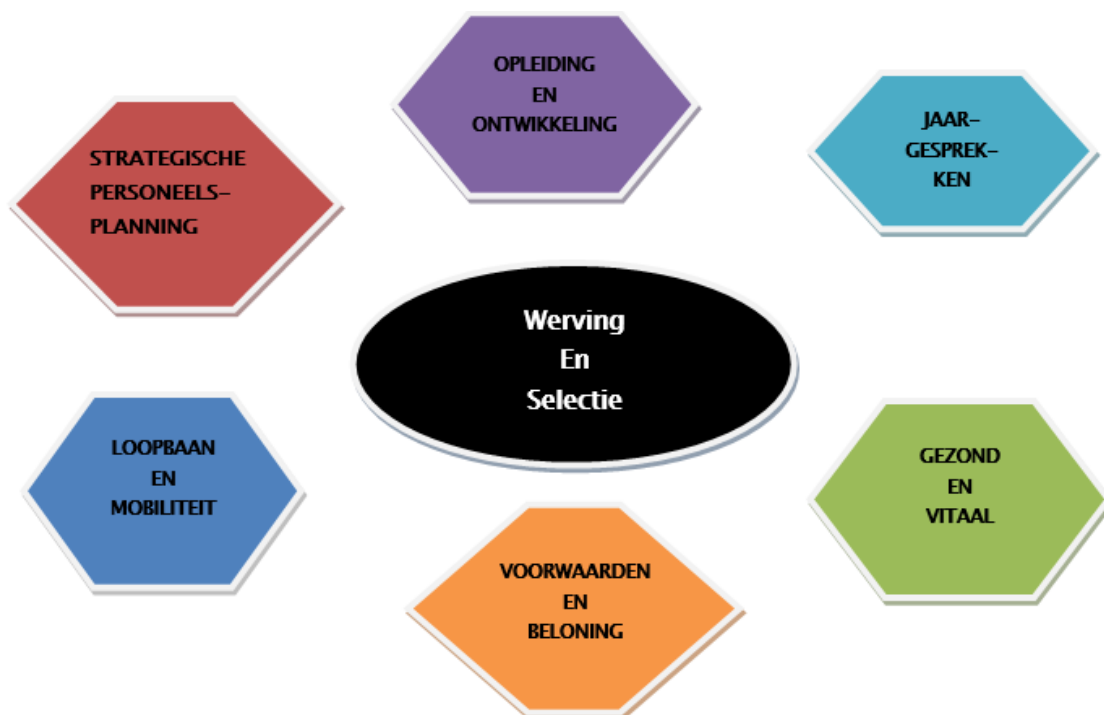 OPLEIDING
EN
ONTWIKKELING
JAAR-
GESPREK-
KEN
STRATEGISCHE
PERSONEELS-
PLANNING
Werving
En
Selectie
LOOPBAAN
EN
MOBILITEIT
GEZOND
EN
VITAAL
VOORWAARDEN
EN
BELONING